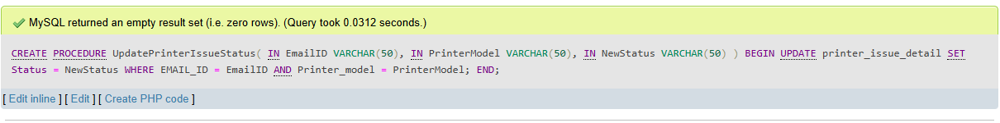 MySQL returned an empty result set (i.e. zero rows). (Query took 0.0312 seconds.)
CREATE PROCEDURE UpdatePrinterIssueStatus( IN EmailID VARCHAR(50), IN PrinterModel VARCHAR(50), IN NewStatus VARCHAR(50) ) BEGIN UPDATE printer_issue_detail SET
Status = NewStatus WHERE EMAIL_ID = EmailID AND Printer_model = PrinterModel; END;
[ Edit inline ] [ Edit ] [ Create PHP code ]